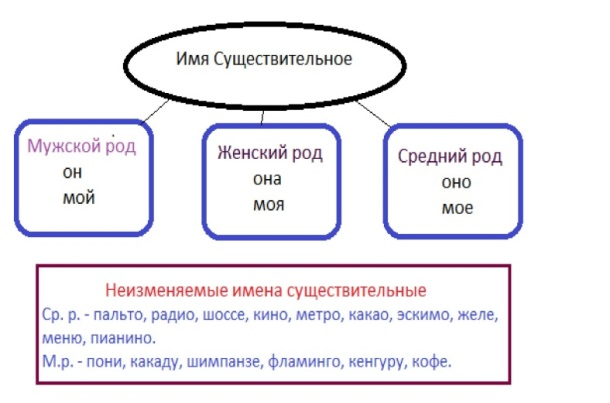 Имя Существительное
Мужской род
он
мой
Женский род
она
моя
Средний род
оно
мое
Неизменяемые имена существительные
Ср. р. - пальто, радио, шоссе, кино, метро, какао, эскимо, желе,
меню, пианино.
М.р. - пони, какаду, шимпанзе, фламинго, кенгуру, кофе.